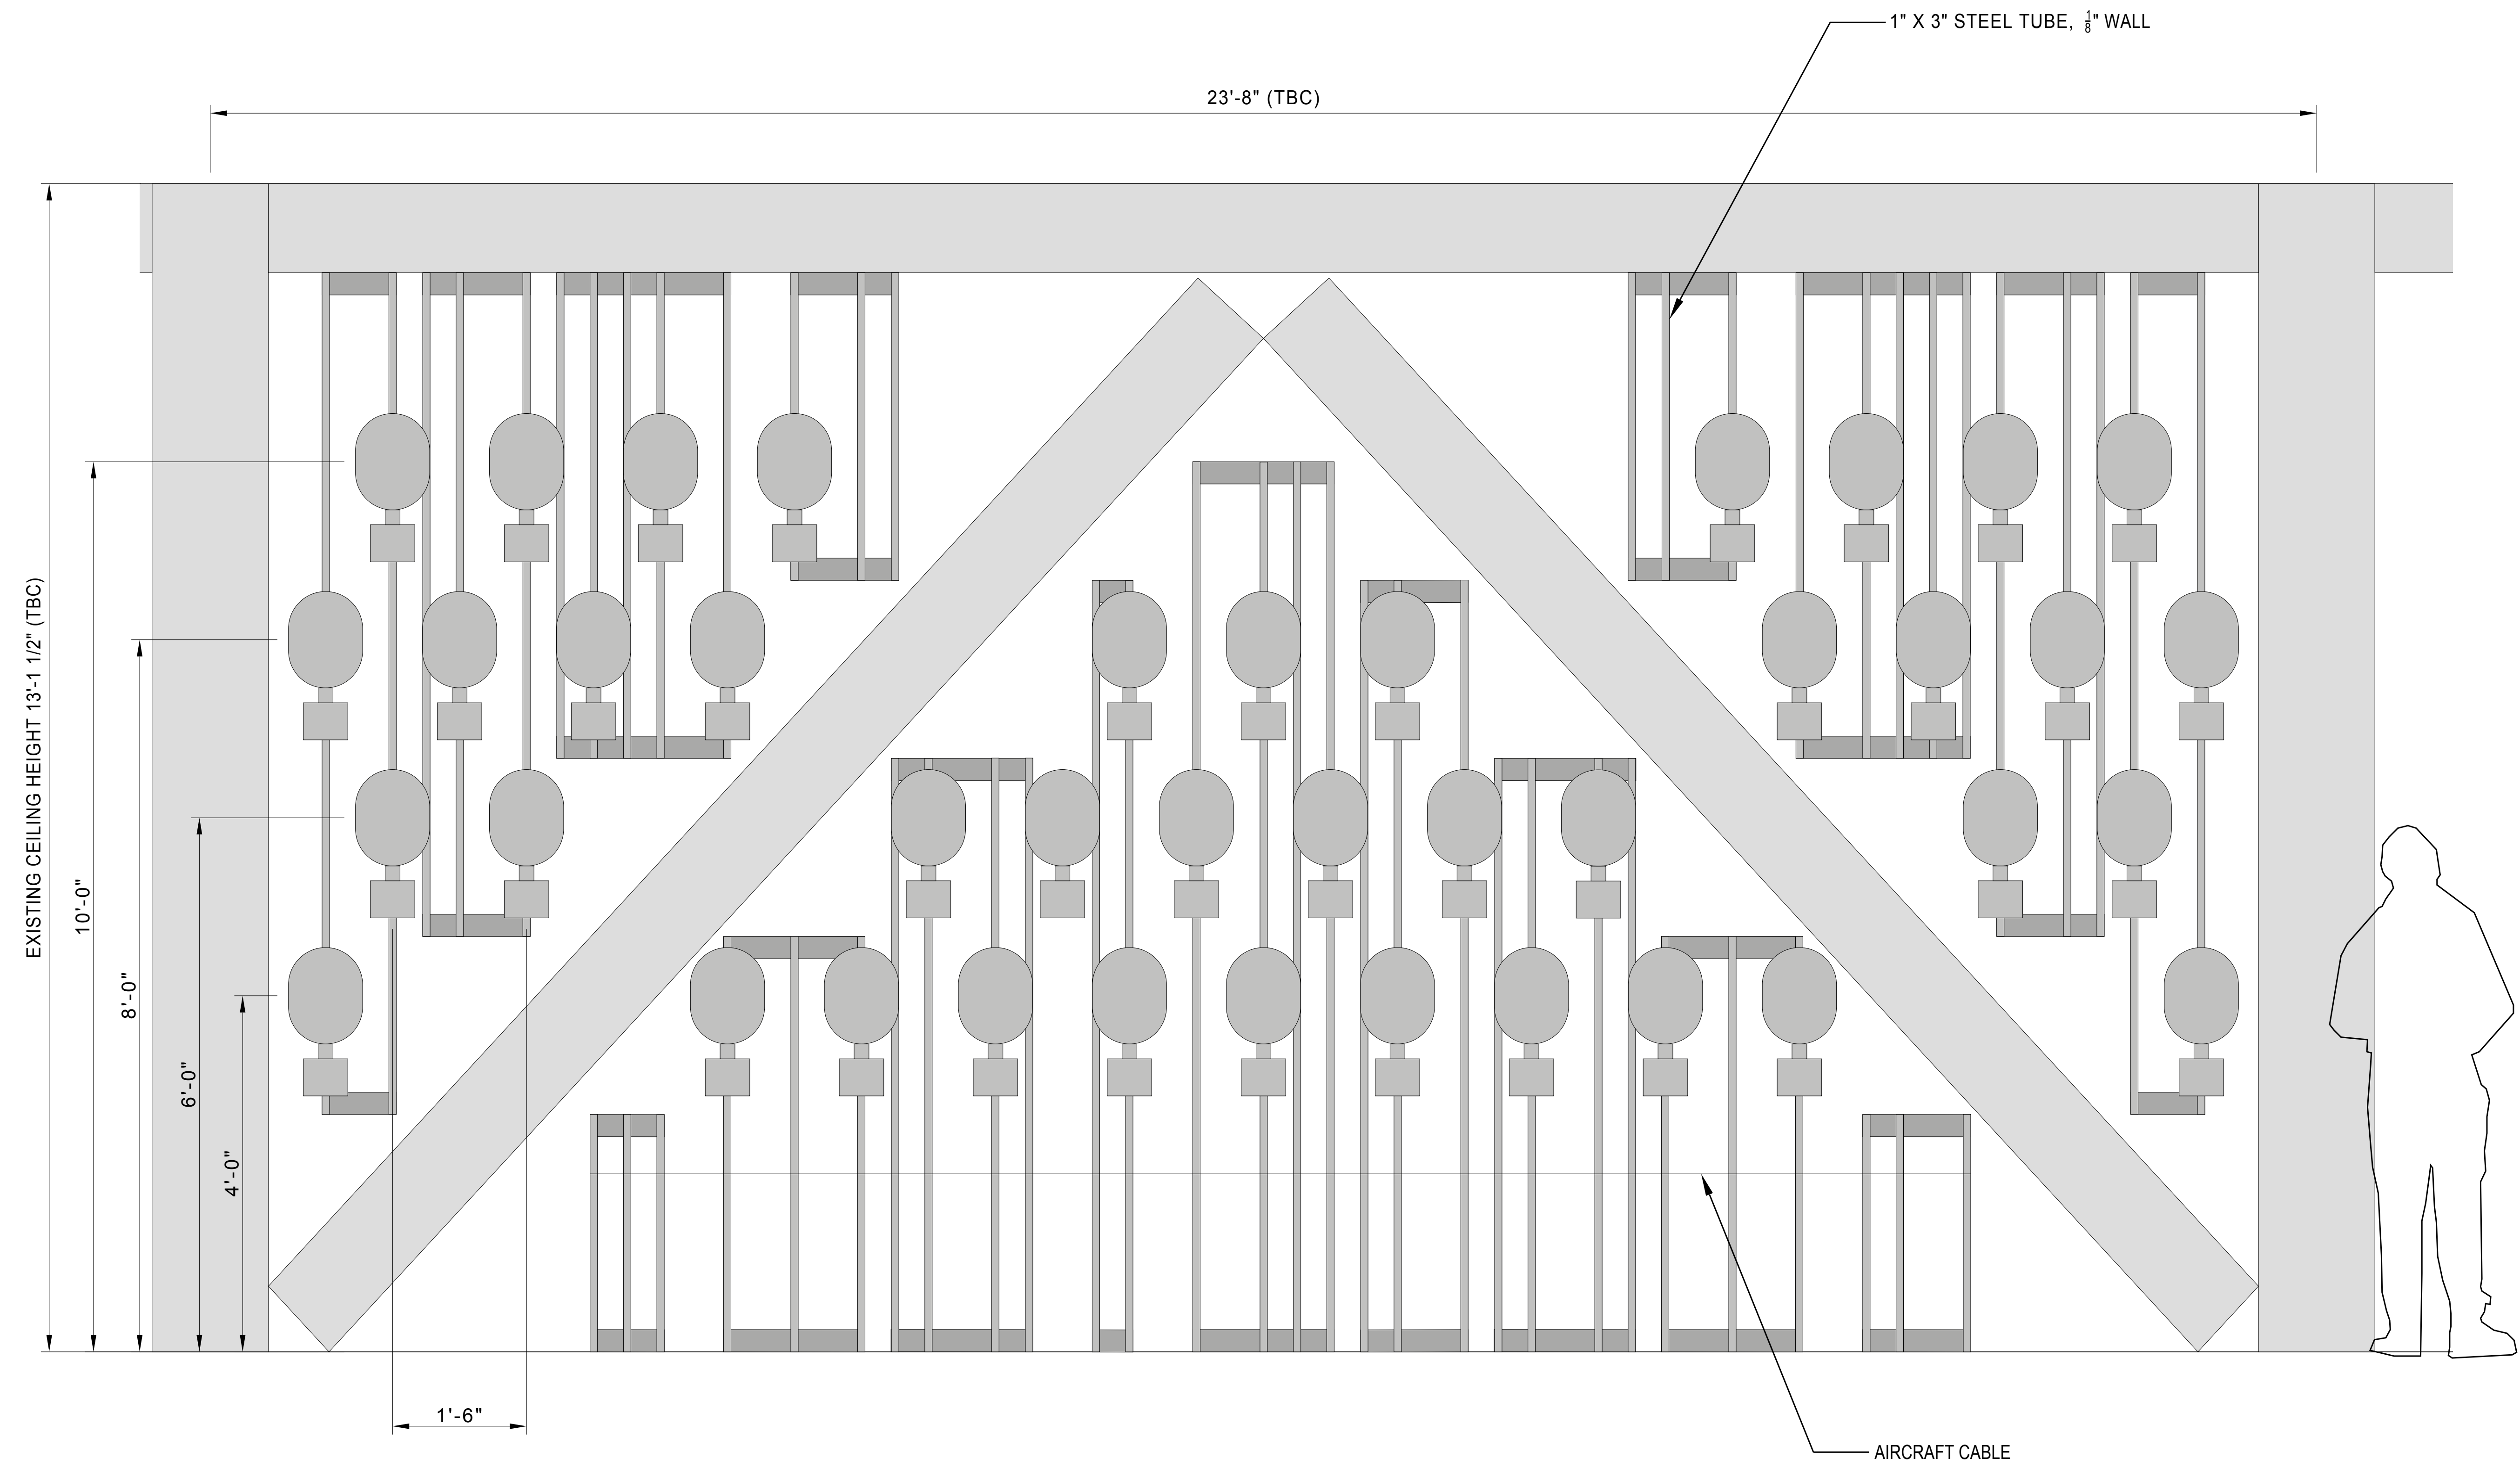 1" X 3" STEEL TUBE, 1/8" WALL
23'-8" (TBC)
EXISTING CEILING HEIGHT 13'-1 1/2" (TBC)
10'-0"
8'-0"
6'-0"
4'-0"
1'-6"
AIRCRAFT CABLE